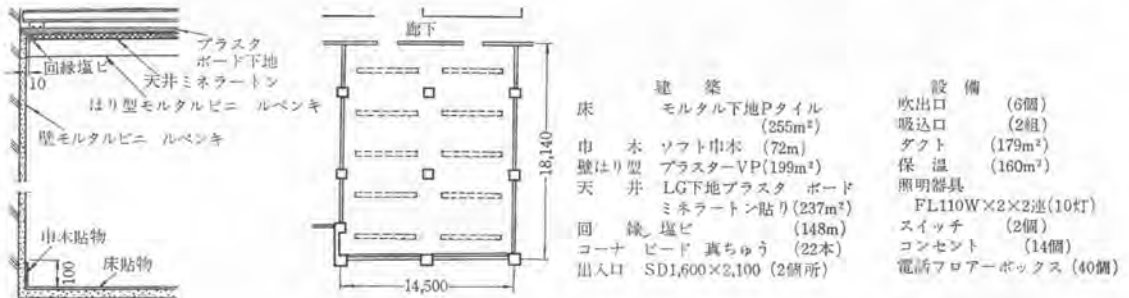 プラスタ
ボード下地
回縁塩ビ
10
天井ミネラートン
はり型モルタルビニールペンキ
壁モルタルビニールペンキ
巾木貼物
床貼物
100
廊下
18,140
14,500
建築
床 モルタル下地Pタイル
(255m²)
巾木 ソフト巾木 (72m)
壁はり型 プラスターVP(199m²)
天井 LG下地プラスタ ボード
ミネラートン貼り(237m²)
回縁 塩ビ (148m)
コーナ ビード 真ちゅう (22本)
出入口 SD1,600×2,100 (2個所)
設備
吹出口 (6個)
吸込口 (2組)
ダクト (179m²)
保温 (160m²)
照明器具
FL110W×2×2連(10灯)
スイッチ (2個)
コンセント (14個)
電話フロアーボックス (40個)